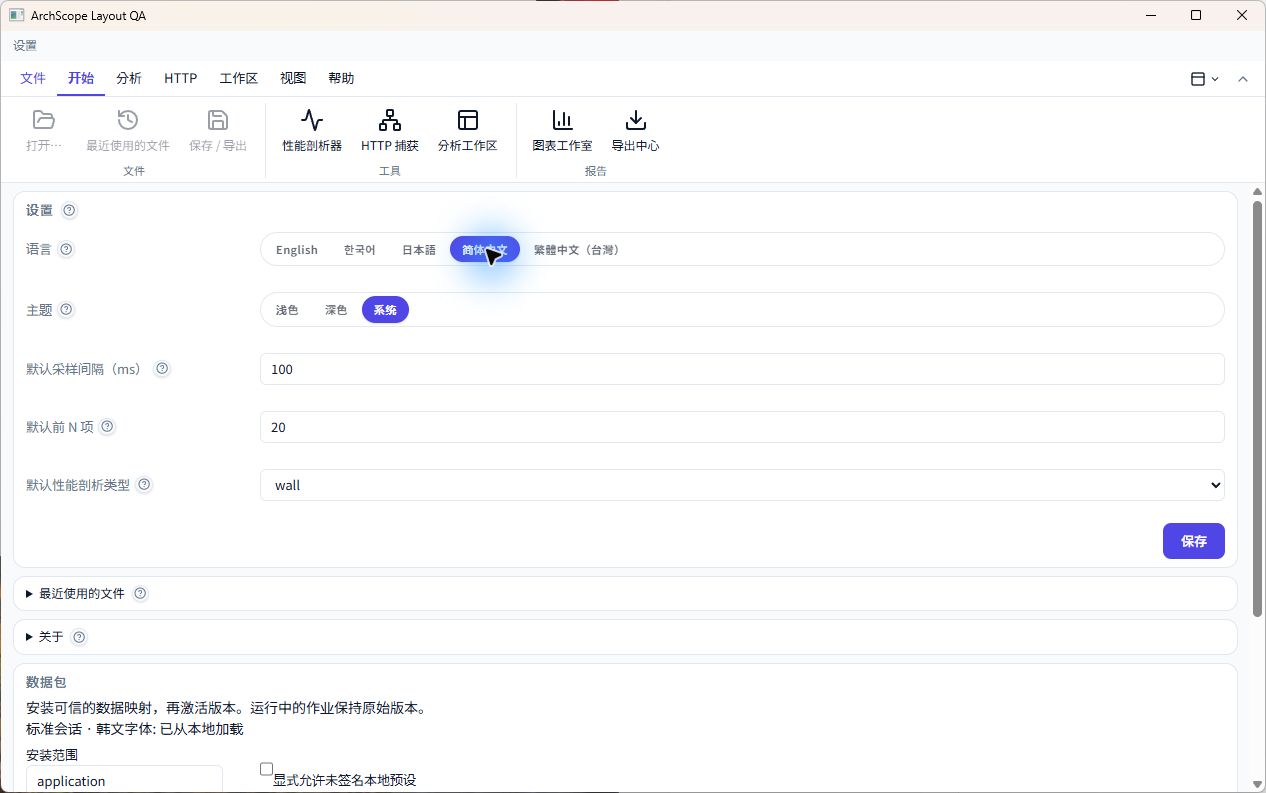 ArchScope Layout QA
设置
文件 开始 分析 HTTP 工作区 视图 帮助
打开… 最近使用的文件 保存 / 导出 性能剖析器 HTTP 捕获 分析工作区 图表工作室 导出中心
文件 工具 报告
设置
语言 English 한국어 日本語 简体中文 繁體中文（台灣）
主题 浅色 深色 系统
默认采样间隔（ms） 100
默认前 N 项 20
默认性能剖析类型 wall
保存
最近使用的文件
关于
数据包
安装可信的数据映射，再激活版本。运行中的作业保持原始版本。
标准会话 · 韩文字体: 已从本地加载
安装范围
application 显式允许未签名本地预设